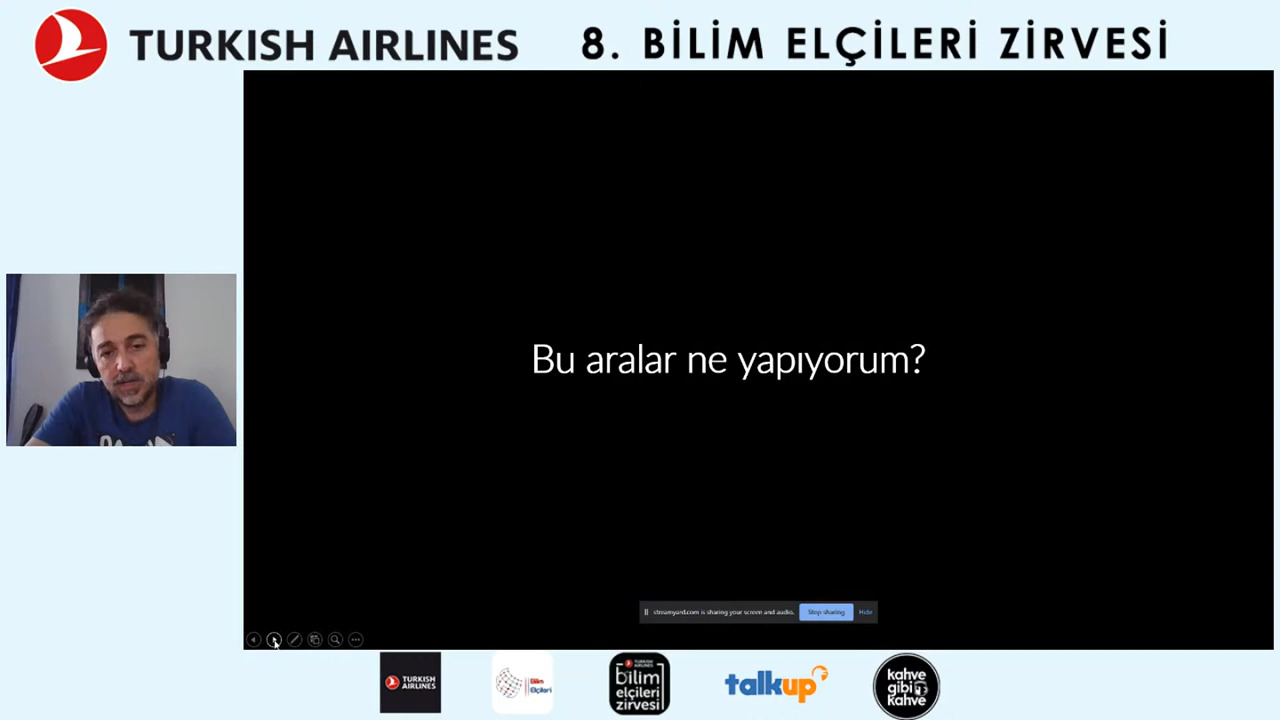 TURKISH AIRLINES
8. BİLİM ELÇİLERİ ZİRVESİ
Bu aralar ne yapıyorum?
streamyard.com is sharing your screen and audio.
Stop sharing
Hide
TURKISH
AIRLINES
Bilim
Elçileri
TURKISH
AIRLINES
bilim
elçileri
zirvesi
talkup
kahve
gibi
kahve